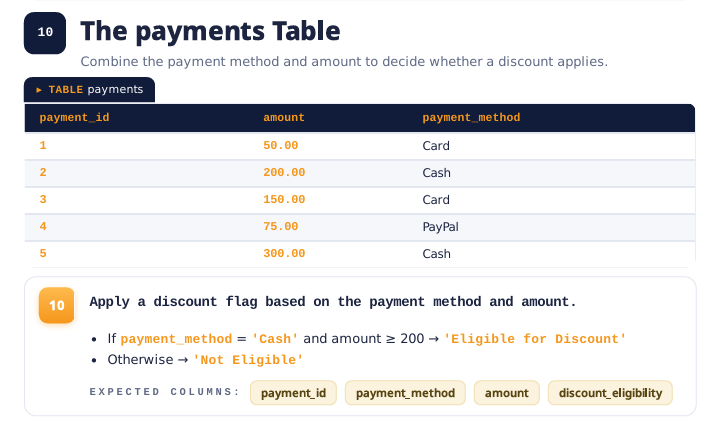 10
The payments Table
Combine the payment method and amount to decide whether a discount applies.
▸ TABLE payments
payment_id amount payment_method
1 50.00 Card
2 200.00 Cash
3 150.00 Card
4 75.00 PayPal
5 300.00 Cash
10 Apply a discount flag based on the payment method and amount.
• If payment_method = 'Cash' and amount ≥ 200 → 'Eligible for Discount'
• Otherwise → 'Not Eligible'
EXPECTED COLUMNS: payment_id payment_method amount discount_eligibility